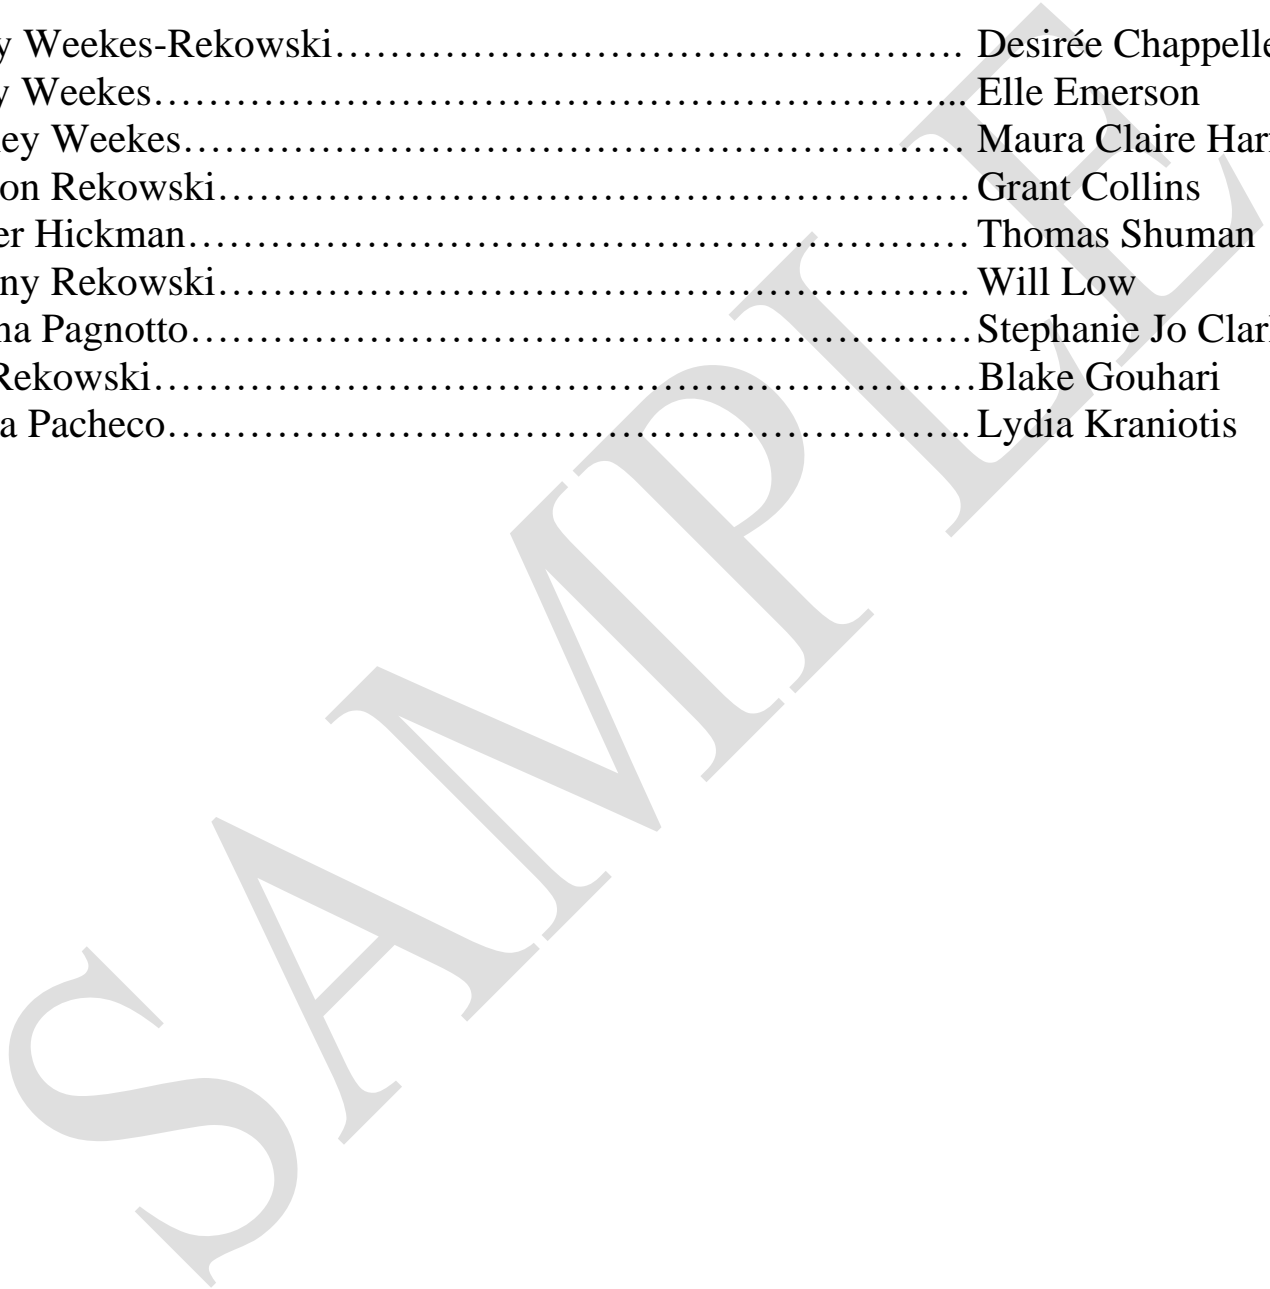 y Weekes-Rekowski………………………………………. Desirée Chappelle
y Weekes…………………………………………………... Elle Emerson
ey Weekes………………………………………………… Maura Claire Har
on Rekowski………………………………………………. Grant Collins
er Hickman………………………………………………… Thomas Shuman
ny Rekowski………………………………………………. Will Low
na Pagnotto………………………………………………… Stephanie Jo Clar
Rekowski……………………………………………………Blake Gouhari
a Pacheco………………………………………………….. Lydia Kraniotis
SAMPLE